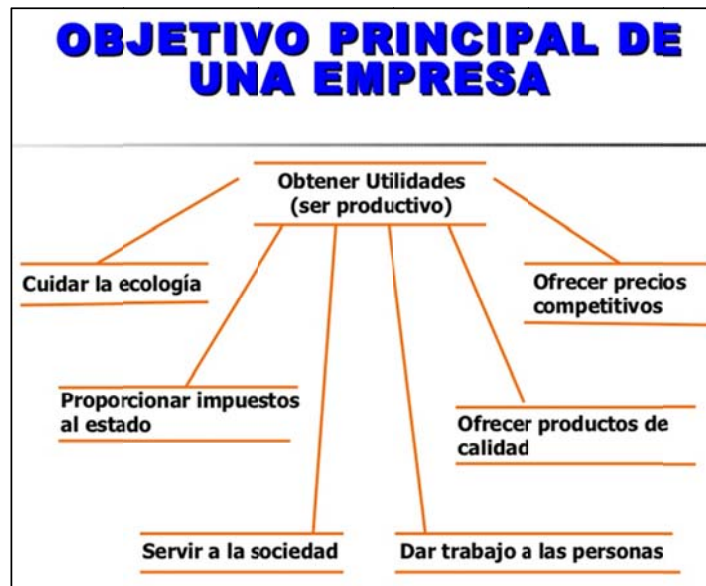 OBJETIVO PRINCIPAL DE
UNA EMPRESA
Obtener Utilidades
(ser productivo)
Cuidar la ecología
Ofrecer precios
competitivos
Proporcionar impuestos
al estado
Ofrecer productos de
calidad
Servir a la sociedad
Dar trabajo a las personas